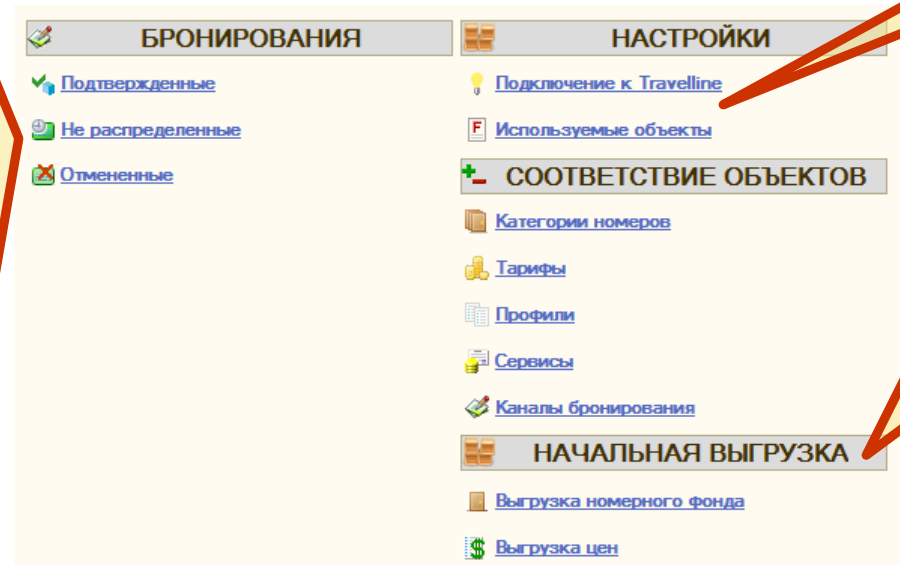 БРОНИРОВАНИЯ
Подтвержденные
Не распределенные
Отмененные
НАСТРОЙКИ
Подключение к Travelline
Используемые объекты
СООТВЕТСТВИЕ ОБЪЕКТОВ
Категории номеров
Тарифы
Профили
Сервисы
Каналы бронирования
НАЧАЛЬНАЯ ВЫГРУЗКА
Выгрузка номерного фонда
Выгрузка цен